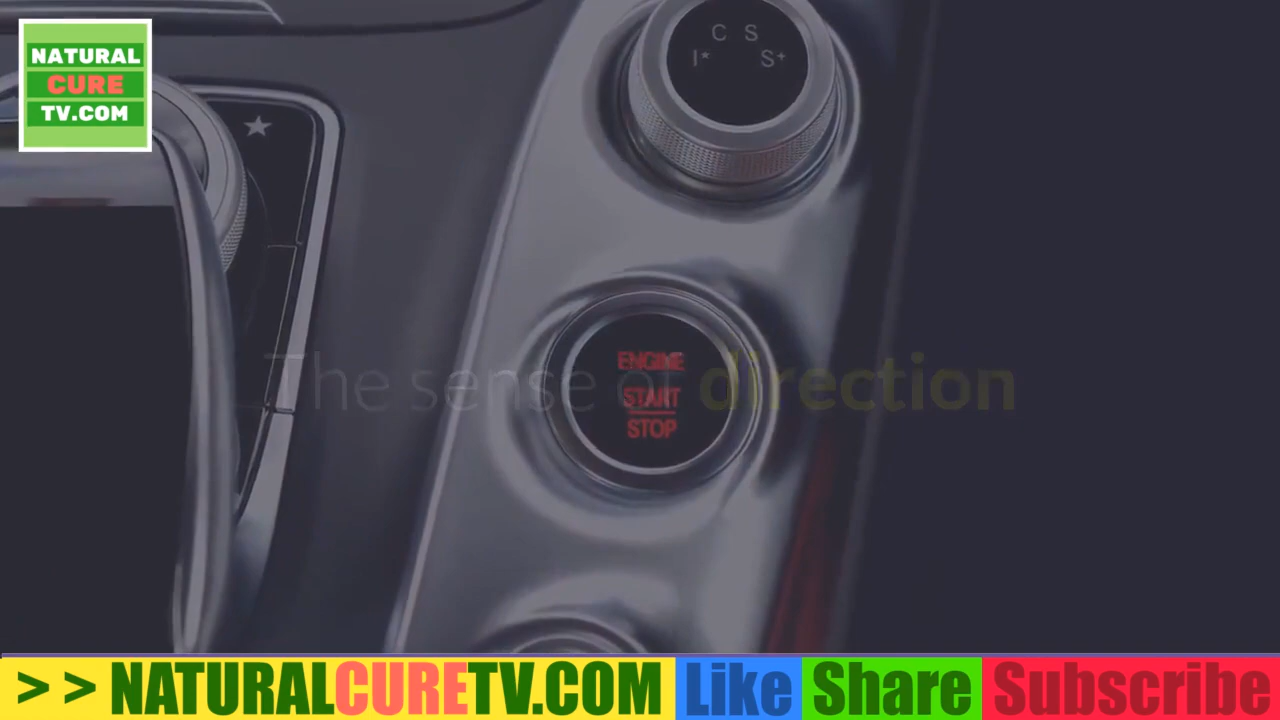 NATURAL
CURE
TV.COM
C S
I* S+
The sense of direction
ENGINE
START
STOP
> > NATURALCURETV.COM Like Share Subscribe